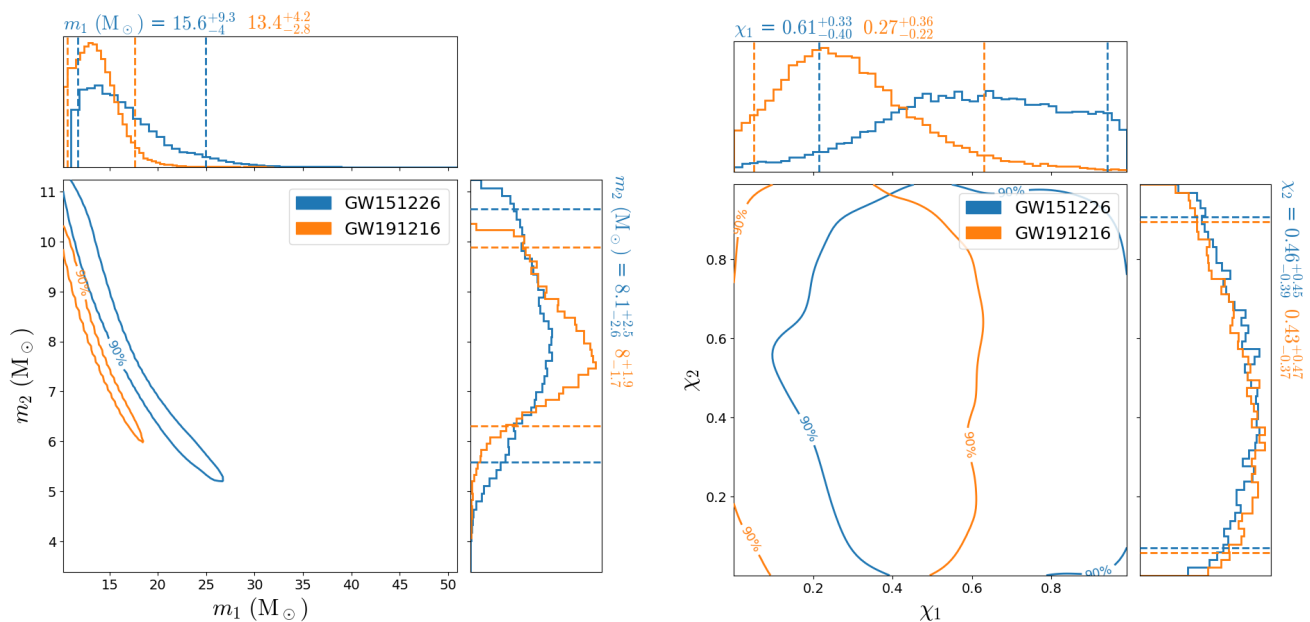 m₁ (M☉) = 15.6⁺⁹·³₋₄ 13.4⁺⁴·²₋₂.₈
11
10
9
8
7
6
5
4
m₂ (M☉)
90%
90%
GW151226
GW191216
15 20 25 30 35 40 45 50
m₁ (M☉)
m₂ (M☉) = 8.1⁺²·⁵₋₂.₆ 8⁺¹·⁹₋₁.₇
χ₁ = 0.61⁺⁰·³³₋₀.₄₀ 0.27⁺⁰·³⁶₋₀.₂₂
0.8
0.6
0.4
0.2
χ₂
90%
90%
GW151226
GW191216
90%
90%
90%
90%
0.2 0.4 0.6 0.8
χ₁
χ₂ = 0.46⁺⁰·⁴⁵₋₀.₃₉ 0.43⁺⁰·⁴⁷₋₀.₃₇